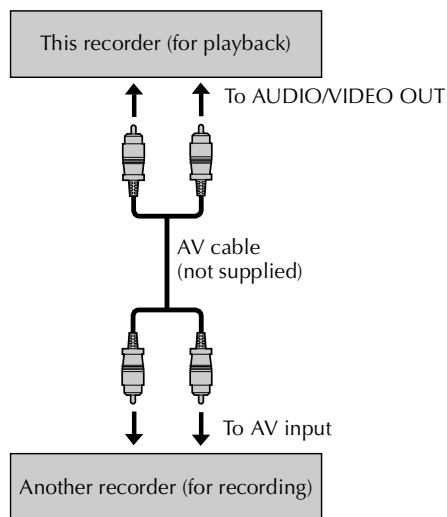 This recorder (for playback)
To AUDIO/VIDEO OUT
AV cable
(not supplied)
To AV input
Another recorder (for recording)